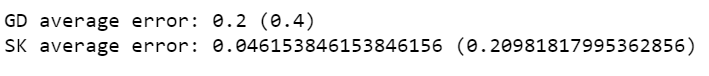 GD average error: 0.2 (0.4)
SK average error: 0.046153846153846156 (0.20981817995362856)